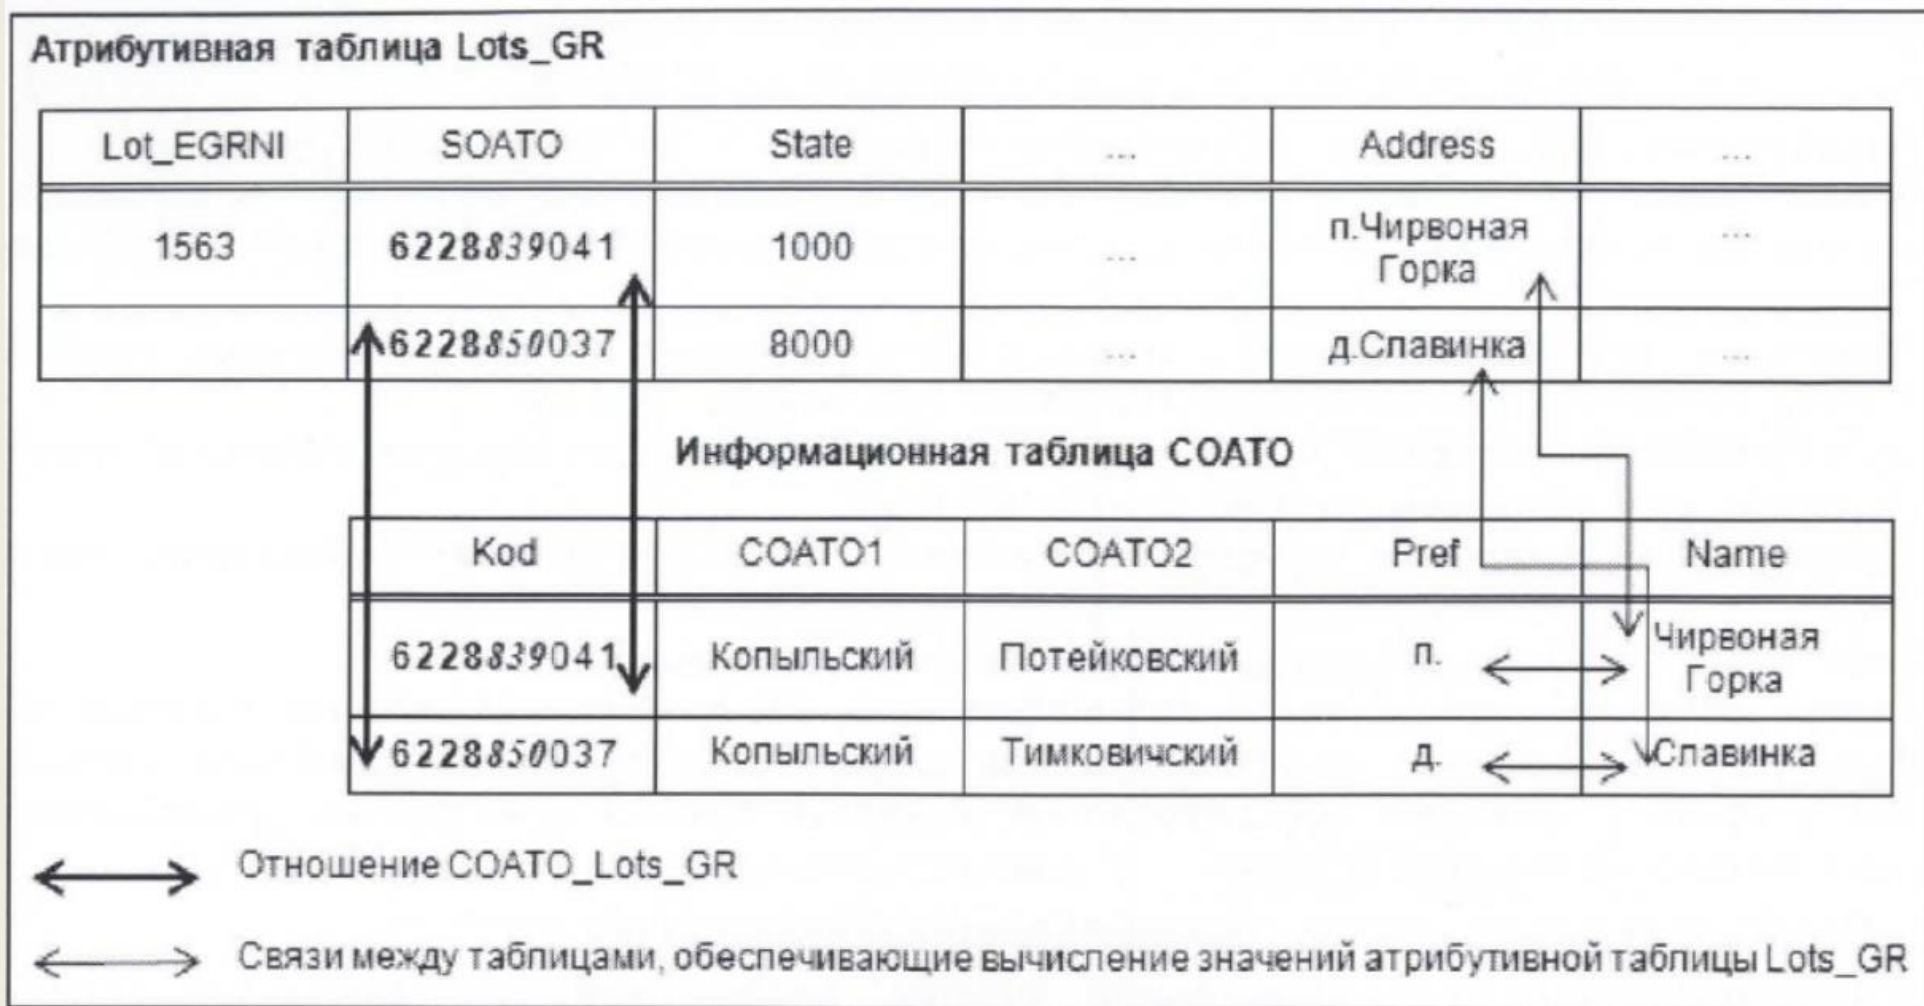 Атрибутивная таблица Lots_GR
Lot_EGRNI SOATO State ... Address ...
1563 6228839041 1000 ... п.Чирвоная Горка ...
6228850037 8000 ... д.Славинка ...
Информационная таблица СОАТО
Kod СОАТО1 СОАТО2 Pref Name
6228839041 Копыльский Потейковский п. Чирвоная Горка
6228850037 Копыльский Тимковичский д. Славинка
Отношение СОАТО_Lots_GR
Связи между таблицами, обеспечивающие вычисление значений атрибутивной таблицы Lots_GR